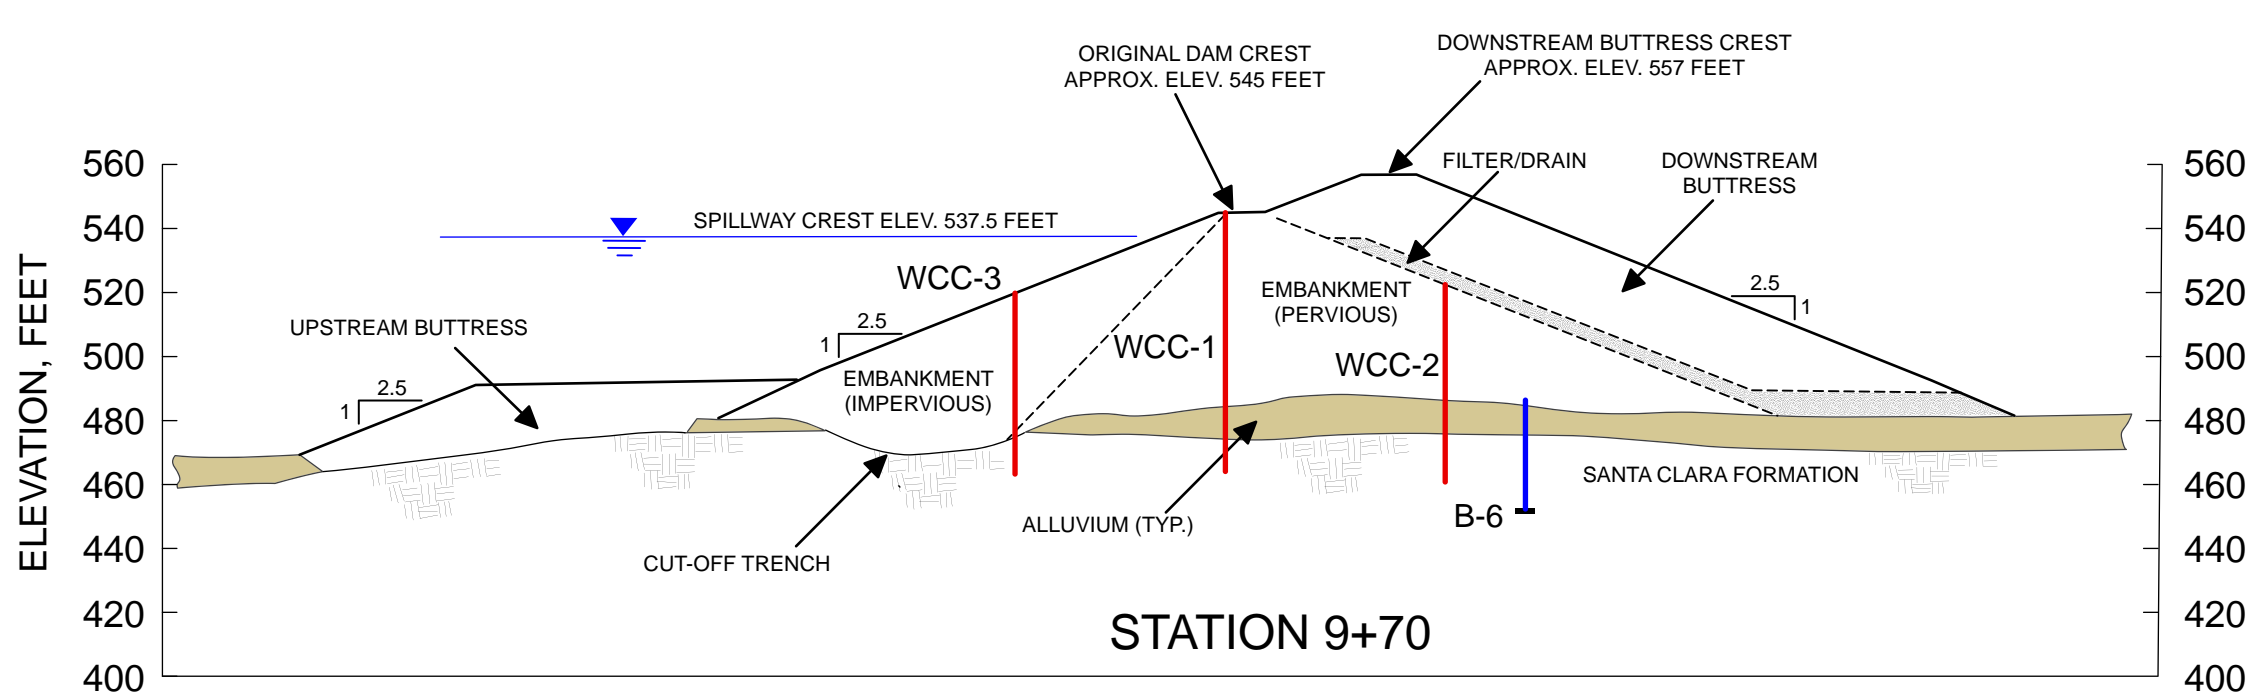 ORIGINAL DAM CREST
APPROX. ELEV. 545 FEET
DOWNSTREAM BUTTRESS CREST
APPROX. ELEV. 557 FEET
FILTER/DRAIN
DOWNSTREAM
BUTTRESS
SPILLWAY CREST ELEV. 537.5 FEET
WCC-3
EMBANKMENT
(PERVIOUS)
2.5
1
UPSTREAM BUTTRESS
2.5
1
WCC-1
WCC-2
EMBANKMENT
(IMPERVIOUS)
2.5
1
SANTA CLARA FORMATION
B-6
ALLUVIUM (TYP.)
CUT-OFF TRENCH
STATION 9+70
ELEVATION, FEET
560
540
520
500
480
460
440
420
400
560
540
520
500
480
460
440
420
400